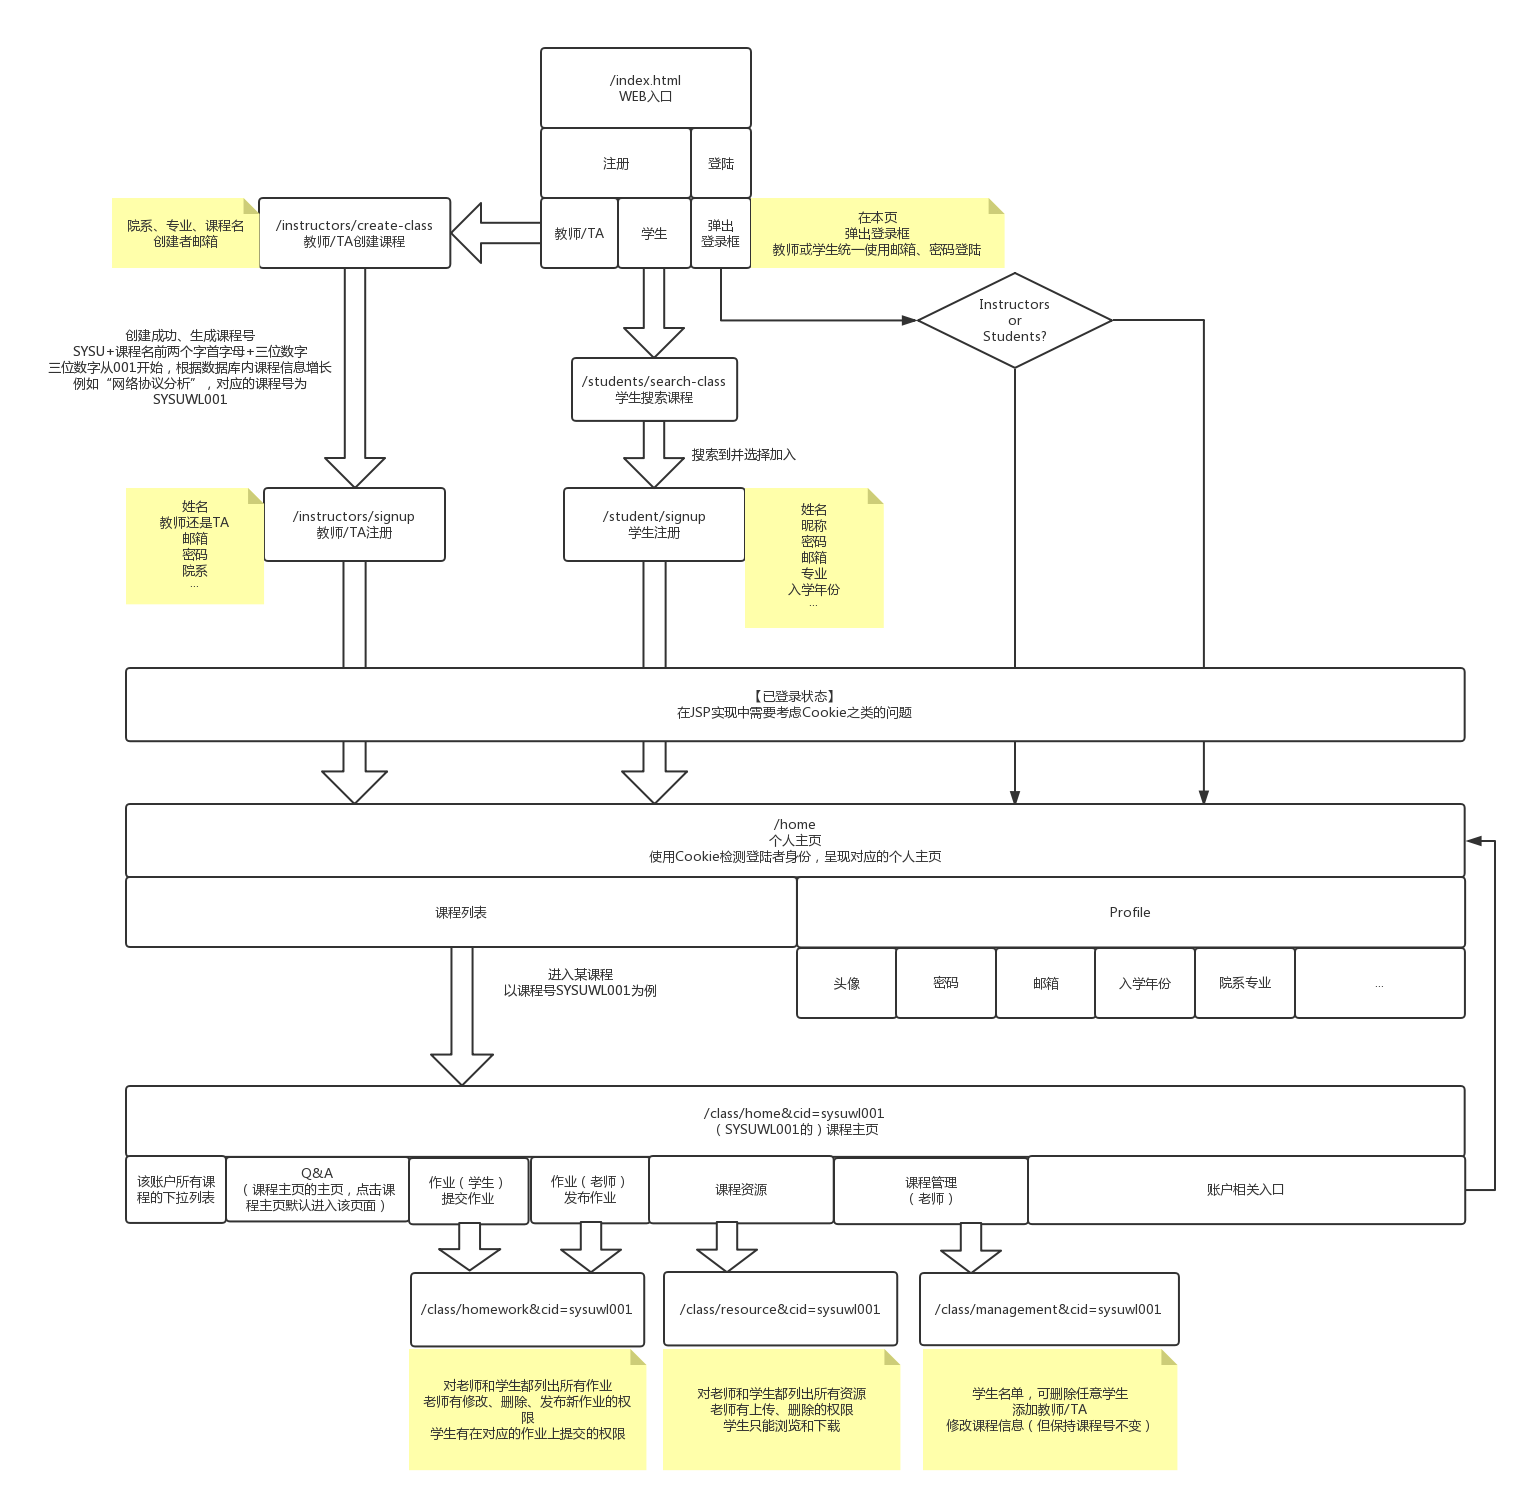 /index.html
WEB入口
注册
登陆
院系、专业、课程名
创建者邮箱
/instructors/create-class
教师/TA创建课程
教师/TA
学生
弹出
登录框
在本页
弹出登录框
教师或学生统一使用邮箱、密码登陆
Instructors
or
Students?
创建成功、生成课程号
SYSU+课程名前两个字首字母+三位数字
三位数字从001开始，根据数据库内课程信息增长
例如“网络协议分析”，对应的课程号为
SYSUWL001
/students/search-class
学生搜索课程
搜索到并选择加入
姓名
教师还是TA
邮箱
密码
院系
...
/instructors/signup
教师/TA注册
/student/signup
学生注册
姓名
昵称
密码
邮箱
专业
入学年份
...
【已登录状态】
在JSP实现中需要考虑Cookie之类的问题
/home
个人主页
使用Cookie检测登陆者身份，呈现对应的个人主页
课程列表
Profile
头像
密码
邮箱
入学年份
院系专业
...
进入某课程
以课程号SYSUWL001为例
/class/home&cid=sysuwl001
（SYSUWL001的）课程主页
该账户所有课
程的下拉列表
Q&A
（课程主页的主页，点击课
程主页默认进入该页面）
作业（学生）
提交作业
作业（老师）
发布作业
课程资源
课程管理
（老师）
账户相关入口
/class/homework&cid=sysuwl001
/class/resource&cid=sysuwl001
/class/management&cid=sysuwl001
对老师和学生都列出所有作业
老师有修改、删除、发布新作业的权
限
学生有在对应的作业上提交的权限
对老师和学生都列出所有资源
老师有上传、删除的权限
学生只能浏览和下载
学生名单，可删除任意学生
添加教师/TA
修改课程信息（但保持课程号不变）